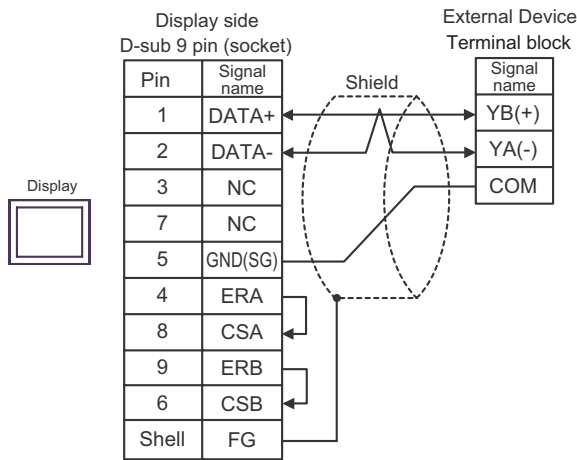 Display side
D-sub 9 pin (socket)
External Device
Terminal block
Pin Signal name
Shield
Signal name
1 DATA+ YB(+)
2 DATA- YA(-)
3 NC COM
Display
7 NC
5 GND(SG)
4 ERA
8 CSA
9 ERB
6 CSB
Shell FG